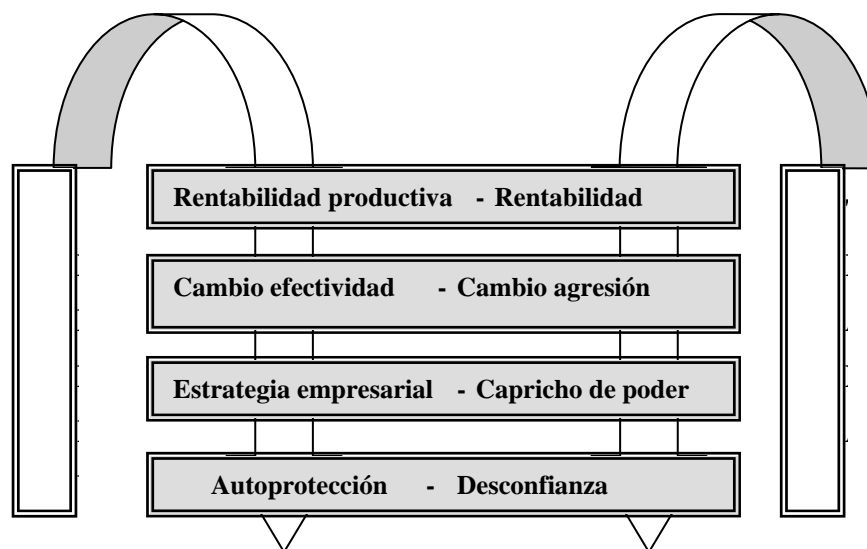 Rentabilidad productiva - Rentabilidad
Cambio efectividad - Cambio agresión
Estrategia empresarial - Capricho de poder
Autoprotección - Desconfianza